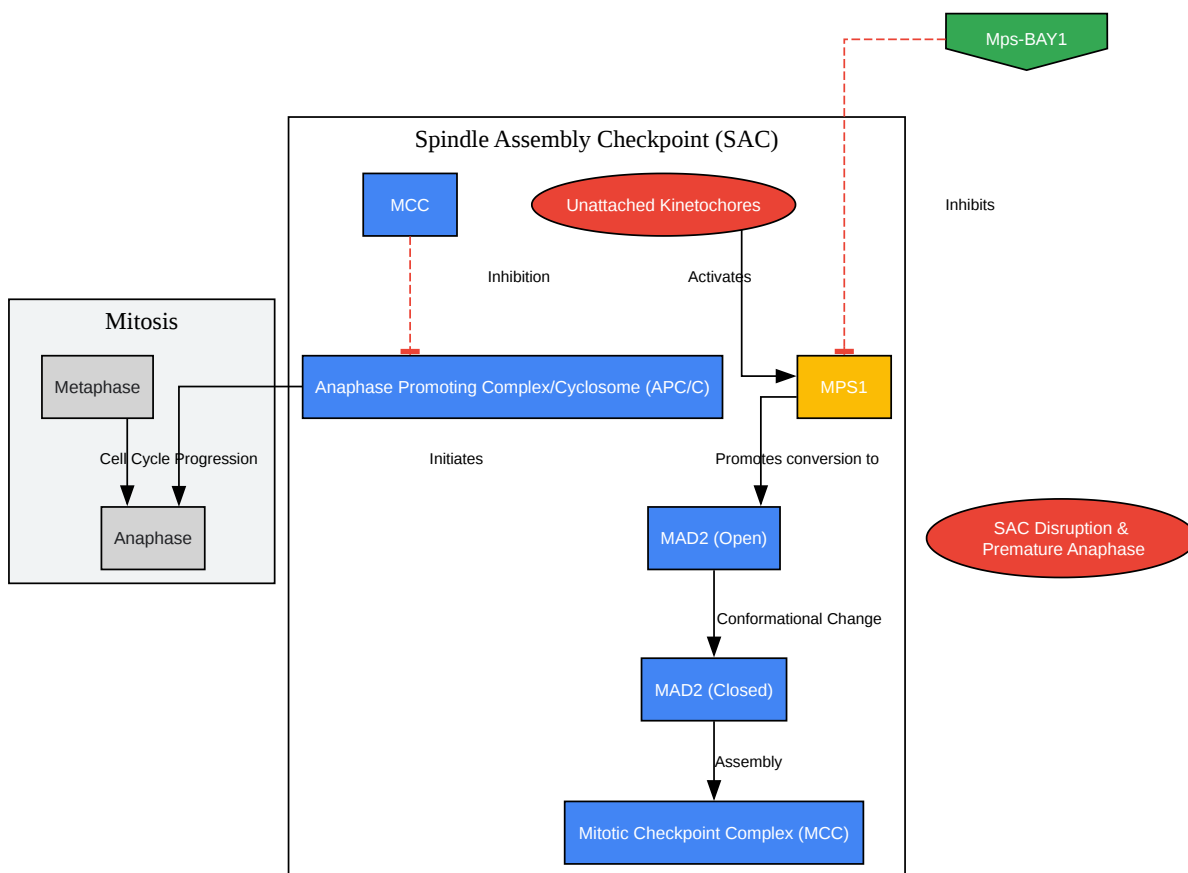 Mps-BAY1
Spindle Assembly Checkpoint (SAC)
MCC
Unattached Kinetochores
Inhibits
Inhibition
Activates
Mitosis
Metaphase
Anaphase Promoting Complex/Cyclosome (APC/C)
MPS1
Cell Cycle Progression
Initiates
Promotes conversion to
Anaphase
MAD2 (Open)
SAC Disruption &
Premature Anaphase
Conformational Change
MAD2 (Closed)
Assembly
Mitotic Checkpoint Complex (MCC)